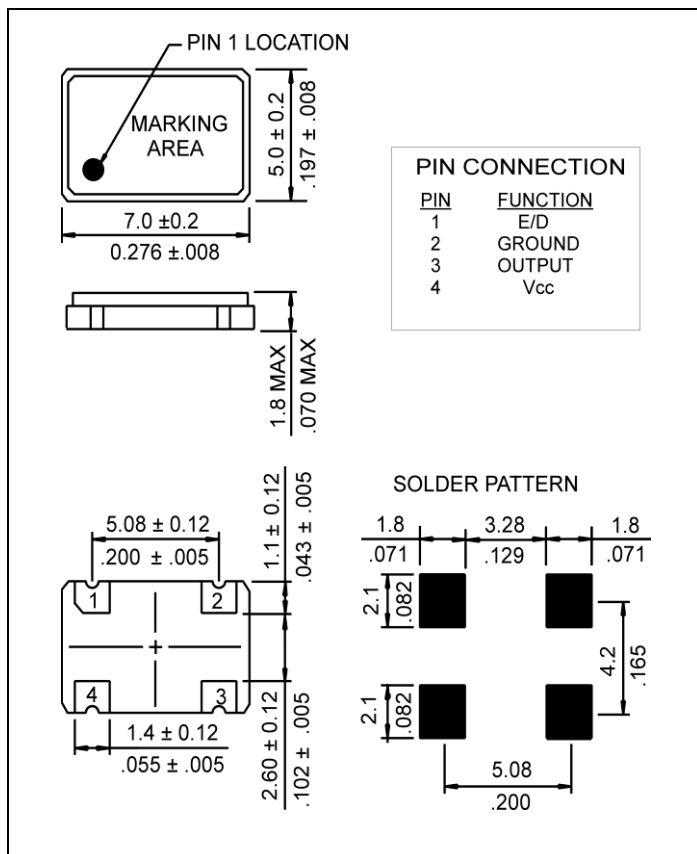 PIN 1 LOCATION
MARKING
AREA
5.0 ± 0.2
.197 ± .008
7.0 ±0.2
0.276 ±.008
PIN CONNECTION
PIN FUNCTION
1 E/D
2 GROUND
3 OUTPUT
4 Vcc
1.8 MAX
.070 MAX
5.08 ± 0.12
.200 ± .005
1.1 ± 0.12
.043 ± .005
1 2
4 3
1.4 ± 0.12
.055 ± .005
2.60 ± 0.12
.102 ± .005
SOLDER PATTERN
1.8 3.28 1.8
.071 .129 .071
2.1
.082
4.2
.165
2.1
.082
5.08
.200